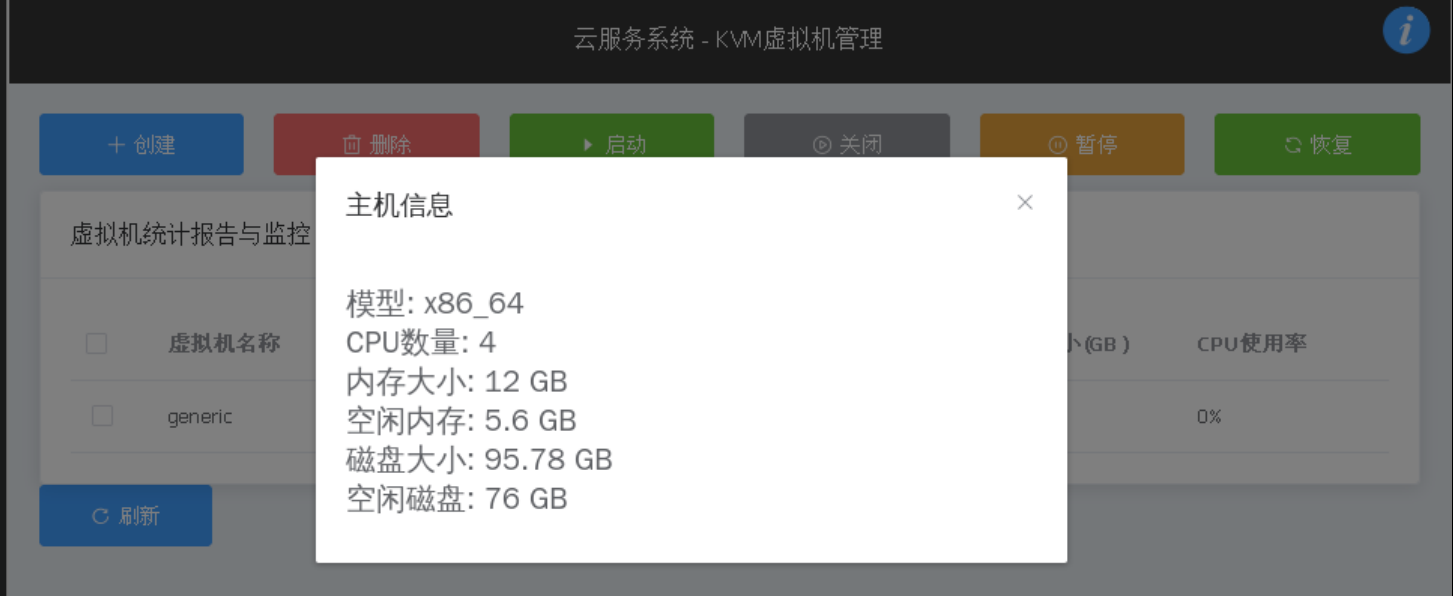 云服务系统 - KVM虚拟机管理
i
创建 删除 启动 关闭 暂停 恢复
虚拟机统计报告与监控
主机信息
模型: x86_64
CPU数量: 4
内存大小: 12 GB
空闲内存: 5.6 GB
磁盘大小: 95.78 GB
空闲磁盘: 76 GB
虚拟机名称 小(GB ) CPU使用率
generic 0%
刷新